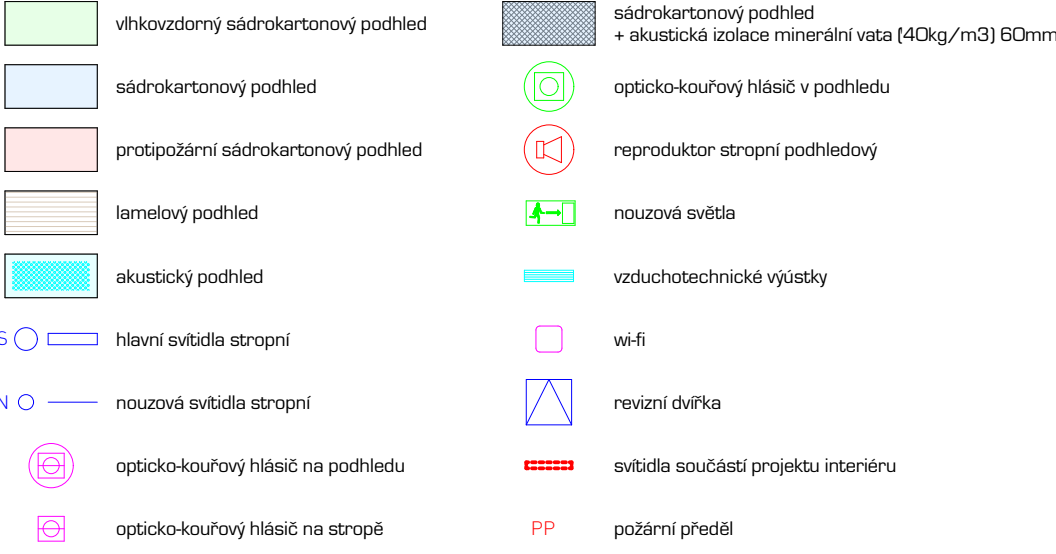 vlhkovzdorný sádrokartonový podhled
sádrokartonový podhled
protipožární sádrokartonový podhled
lamelový podhled
akustický podhled
S hlavní svítidla stropní
N nouzová svítidla stropní
opticko-kouřový hlásič na podhledu
opticko-kouřový hlásič na stropě
sádrokartonový podhled
+ akustická izolace minerální vata (40kg/m3) 60mm
opticko-kouřový hlásič v podhledu
reproduktor stropní podhledový
nouzová světla
vzduchotechnické výústky
wi-fi
revizní dvířka
svítidla součástí projektu interiéru
PP požární předěl